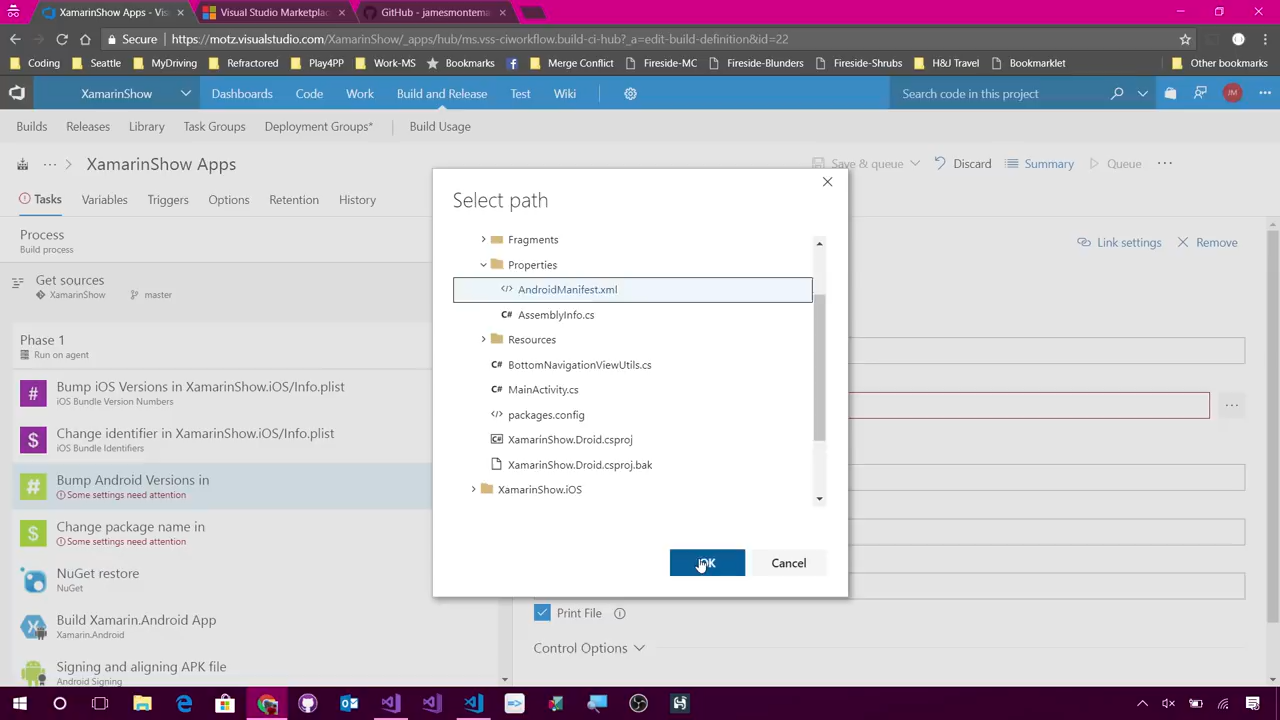 XamarinShow Apps - Vis
Visual Studio Marketplac
GitHub - jamesmontema
Secure
https://motz.visualstudio.com/XamarinShow/_apps/hub/ms.vss-ciworkflow.build-ci-hub?_a=edit-build-definition&id=22
Coding
Seattle
MyDriving
Refractored
Play4PP
Work-MS
Bookmarks
Merge Conflict
Fireside-MC
Fireside-Blunders
Fireside-Shrubs
H&J Travel
Bookmarklet
Other bookmarks
XamarinShow
Dashboards
Code
Work
Build and Release
Test
Wiki
Search code in this project
JM
Builds
Releases
Library
Task Groups
Deployment Groups*
Build Usage
XamarinShow Apps
Save & queue
Discard
Summary
Queue
Tasks
Variables
Triggers
Options
Retention
History
Process
Build process
Get sources
XamarinShow
master
Phase 1
Run on agent
Bump iOS Versions in XamarinShow.iOS/Info.plist
iOS Bundle Version Numbers
Change identifier in XamarinShow.iOS/Info.plist
iOS Bundle Identifiers
Bump Android Versions in
Some settings need attention
Change package name in
Some settings need attention
NuGet restore
NuGet
Build Xamarin.Android App
Xamarin.Android
Signing and aligning APK file
Android Signing
Select path
Fragments
Properties
AndroidManifest.xml
AssemblyInfo.cs
Resources
BottomNavigationViewUtils.cs
MainActivity.cs
packages.config
XamarinShow.Droid.csproj
XamarinShow.Droid.csproj.bak
XamarinShow.iOS
OK
Cancel
Link settings
Remove
Print File
Control Options